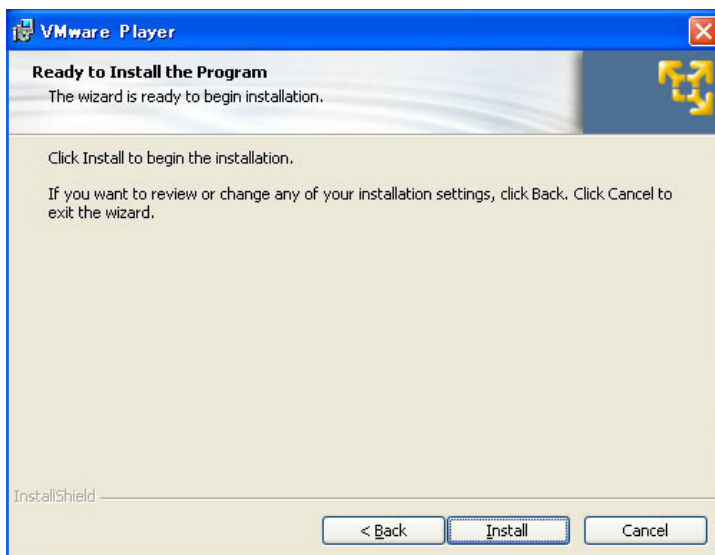 VMware Player
Ready to Install the Program
The wizard is ready to begin installation.
Click Install to begin the installation.
If you want to review or change any of your installation settings, click Back. Click Cancel to
exit the wizard.
InstallShield
< Back Install Cancel